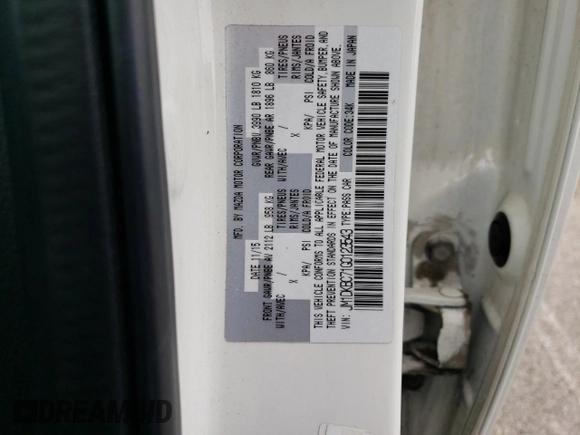 MFD. BY MAZDA MOTOR CORPORATION
DATE 11/15 GVWR/PNBV 3990 LB 1810 KG
FRONT GAWR/PNBE AV 2112 LB 958 KG REAR GAWR/PNBE AR 1896 LB 860 KG
WITH/AVEC TIRES/PNEUS WITH/AVEC TIRES/PNEUS
/ RIMS/JANTES / RIMS/JANTES
X KPA/ PSI COLD/A FROID X KPA/ PSI COLD/A FROID
THIS VEHICLE CONFORMS TO ALL APPLICABLE FEDERAL MOTOR VEHICLE SAFETY, BUMPER, AND
THEFT PREVENTION STANDARDS IN EFFECT ON THE DATE OF MANUFACTURE SHOWN ABOVE.
VIN: JM1DKBC71G0123543 TYPE:PASS CAR COLOR CODE:34K MADE IN JAPAN
DREAMBID